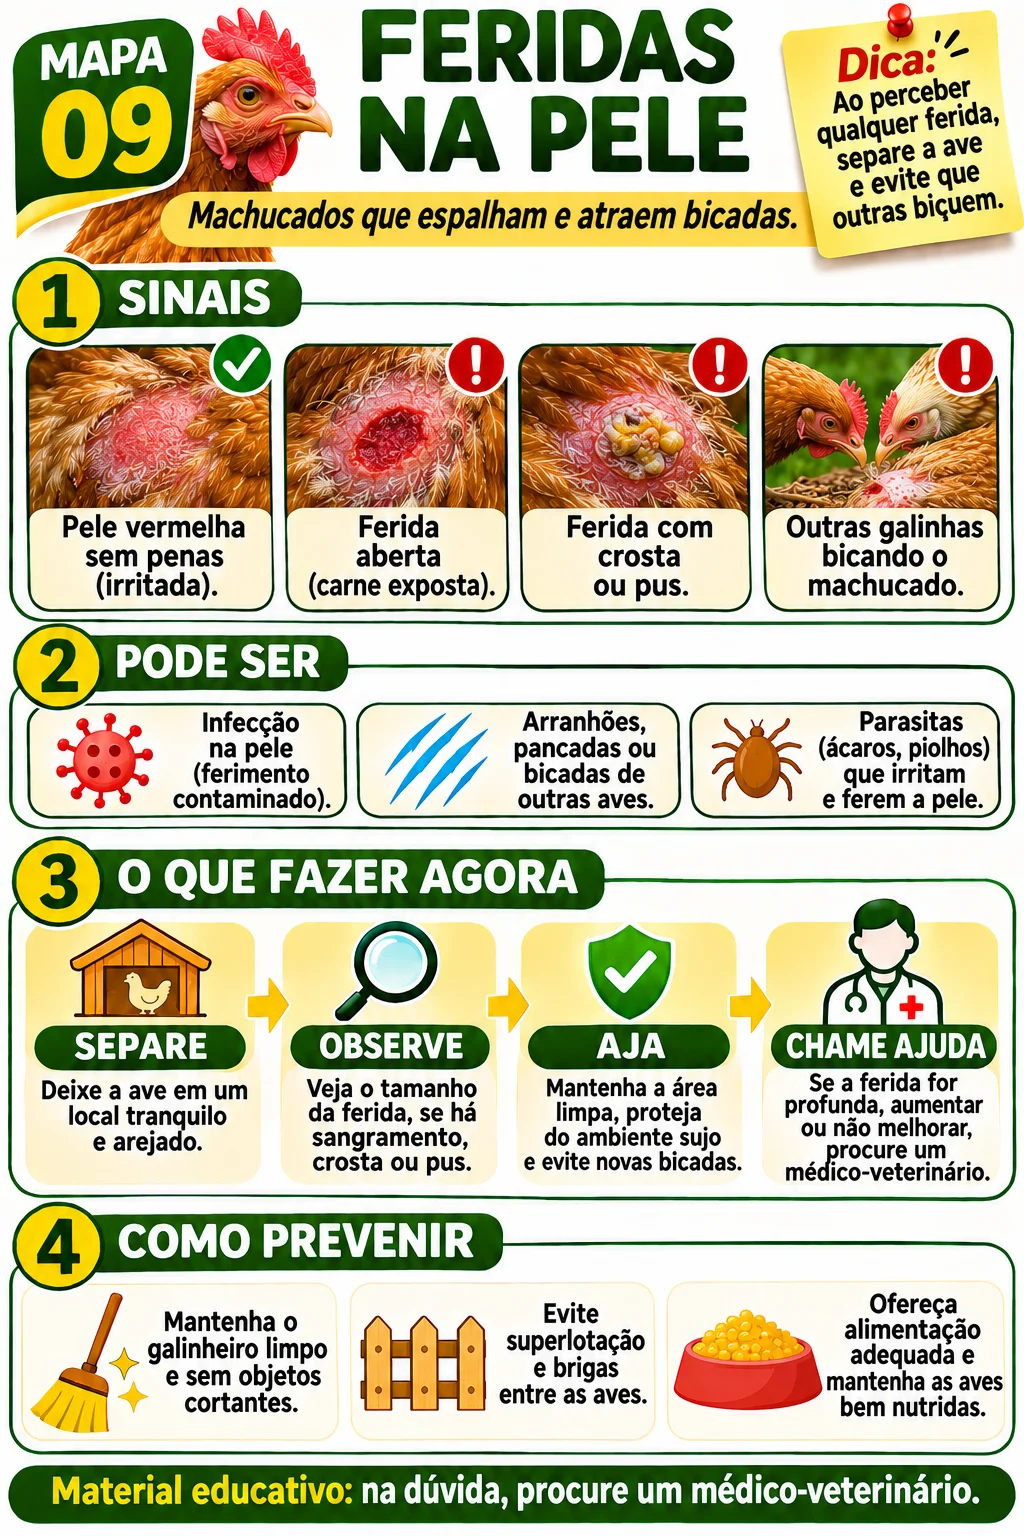 MAPA
09
FERIDAS
NA PELE
Machucados que espalham e atraem bicadas.
Dica:
Ao perceber
qualquer ferida,
separe a ave
e evite que
outras biquem.
1 SINAIS
Pele vermelha
sem penas
(irritada).
Ferida
aberta
(carne exposta).
Ferida com
crosta
ou pus.
Outras galinhas
bicando o
machucado.
2 PODE SER
Infecção
na pele
(ferimento
contaminado).
Arranhões,
pancadas ou
bicadas de
outras aves.
Parasitas
(ácaros, piolhos)
que irritam
e ferem a pele.
3 O QUE FAZER AGORA
SEPARE
Deixe a ave em um
local tranquilo
e arejado.
OBSERVE
Veja o tamanho
da ferida, se há
sangramento,
crosta ou pus.
AJA
Mantenha a área
limpa, proteja
do ambiente sujo
e evite novas bicadas.
CHAME AJUDA
Se a ferida for
profunda, aumentar
ou não melhorar,
procure um
médico-veterinário.
4 COMO PREVENIR
Mantenha o
galinheiro limpo
e sem objetos
cortantes.
Evite
superlotação
e brigas
entre as aves.
Ofereça
alimentação
adequada e
mantenha as aves
bem nutridas.
Material educativo: na dúvida, procure um médico-veterinário.